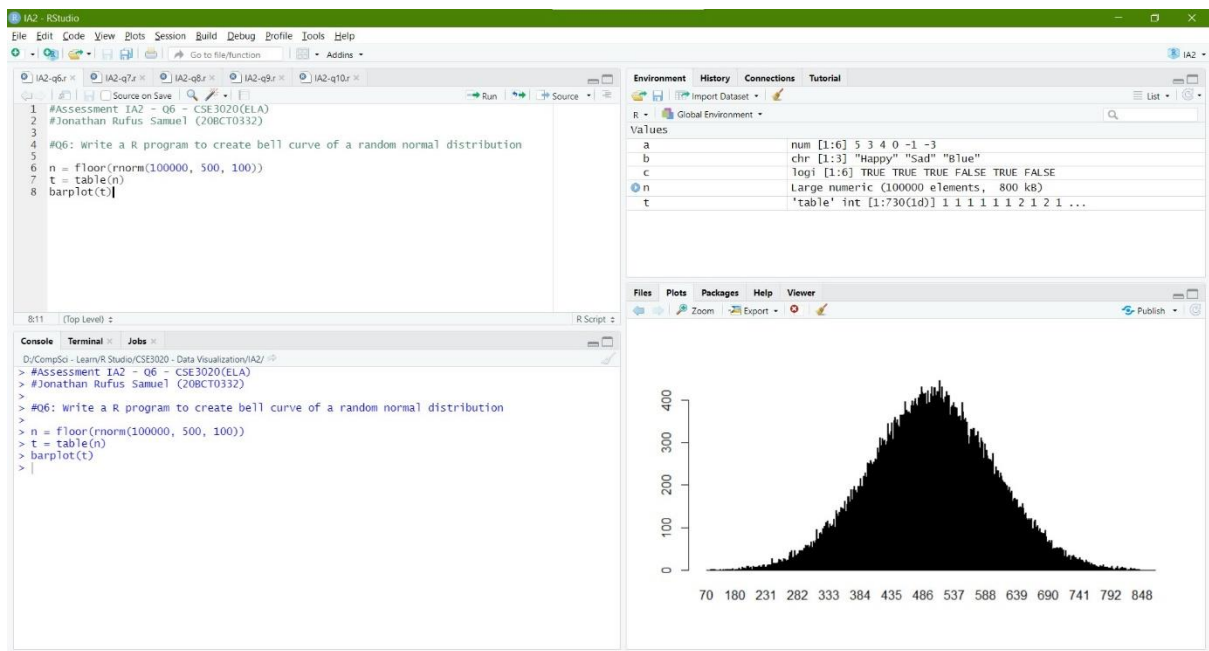 IA2 - RStudio
File Edit Code View Plots Session Build Debug Profile Tools Help
Go to file/function Addins
IA2
IA2-q6.r IA2-q7.r IA2-q8.r IA2-q9.r IA2-q10.r
Source on Save Run Source
1 #Assessment IA2 - Q6 - CSE3020(ELA)
2 #Jonathan Rufus Samuel (20BCT0332)
3
4 #Q6: Write a R program to create bell curve of a random normal distribution
5
6 n = floor(rnorm(100000, 500, 100))
7 t = table(n)
8 barplot(t)
8:11 (Top Level) R Script
Console Terminal Jobs
D:/CompSci - Learn/R Studio/CSE3020 - Data Visualization/IA2/
> #Assessment IA2 - Q6 - CSE3020(ELA)
> #Jonathan Rufus Samuel (20BCT0332)
>
> #Q6: Write a R program to create bell curve of a random normal distribution
>
> n = floor(rnorm(100000, 500, 100))
> t = table(n)
> barplot(t)
>
Environment History Connections Tutorial
Import Dataset List
R Global Environment
Values
a num [1:6] 5 3 4 0 -1 -3
b chr [1:3] "Happy" "Sad" "Blue"
c logi [1:6] TRUE TRUE TRUE FALSE TRUE FALSE
n Large numeric (100000 elements, 800 kB)
t 'table' int [1:730(1d)] 1 1 1 1 1 1 2 1 2 1 ...
Files Plots Packages Help Viewer
Zoom Export Publish
400
300
200
100
0
70 180 231 282 333 384 435 486 537 588 639 690 741 792 848